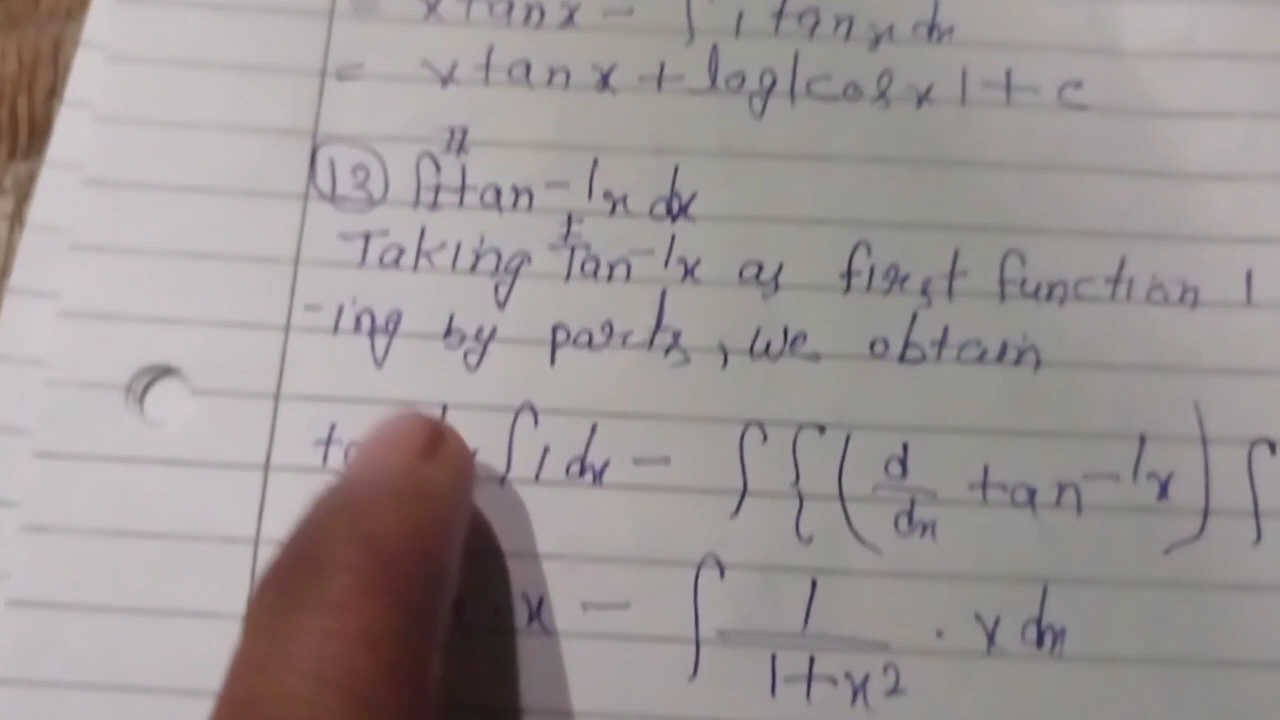 x tan x - ∫ 1 tan x dx
= x tan x + log|cos x| + c
(13) ∫ tan-1x dx
Taking tan-1x as first function 1
-ing by parts, we obtain
∫1 dx - ∫{(d/dx tan-1x) ∫
x - ∫ 1/1+x2 . x dx